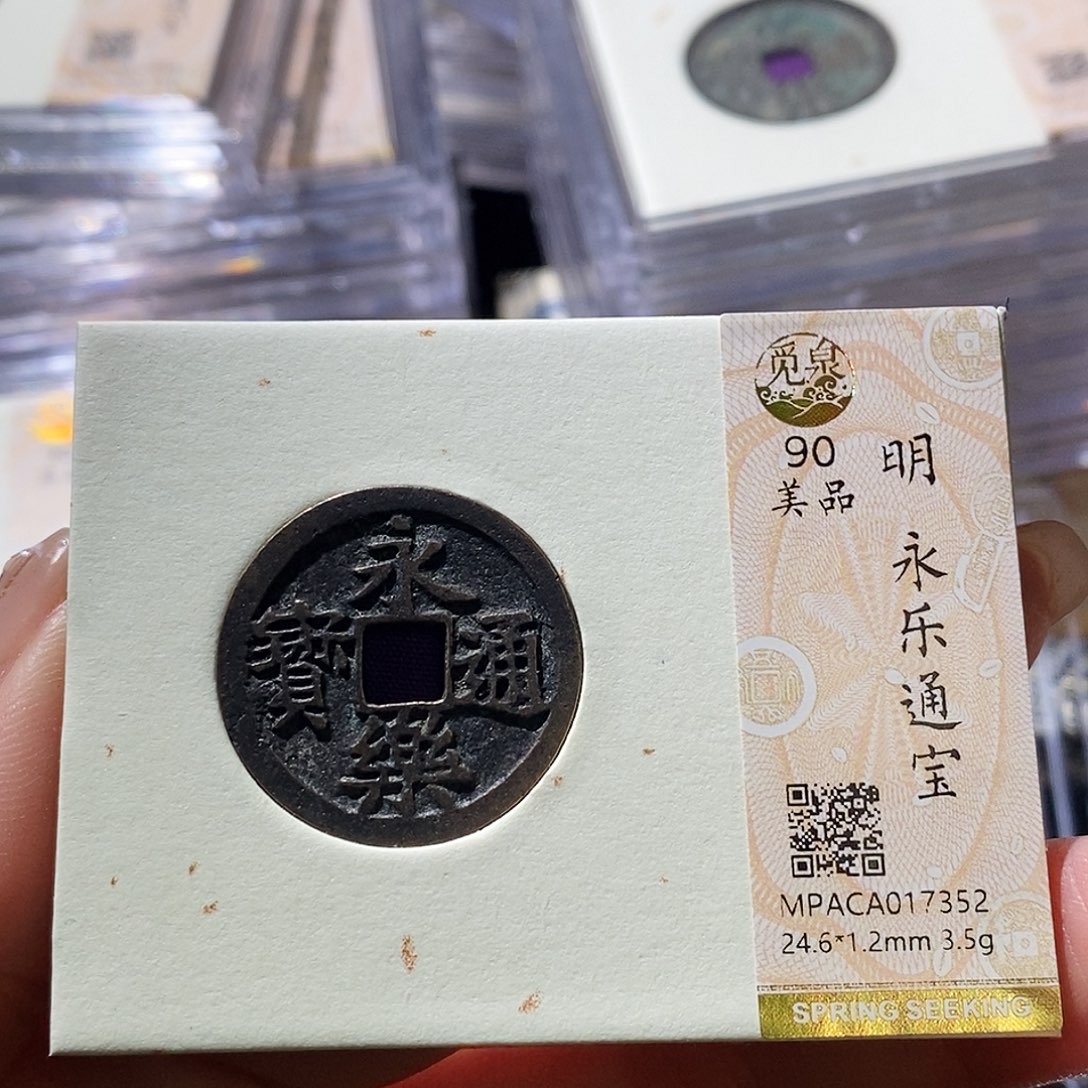 永
寶 通
樂
觅泉
90
美品
明
永乐通宝
MPACA017352
24.6*1.2mm 3.5g
SPRING SEEKING